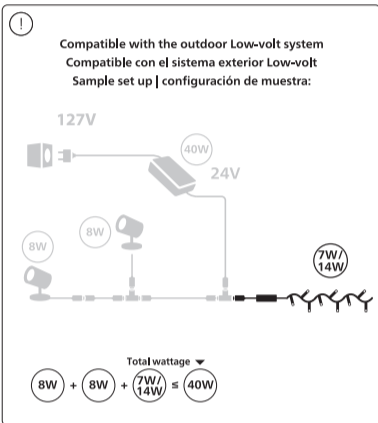 !
Compatible with the outdoor Low-volt system
Compatible con el sistema exterior Low-volt
Sample set up | configuración de muestra:
127V
40W
24V
8W
8W
7W/
14W
Total wattage
8W + 8W + 7W/14W ≤ 40W